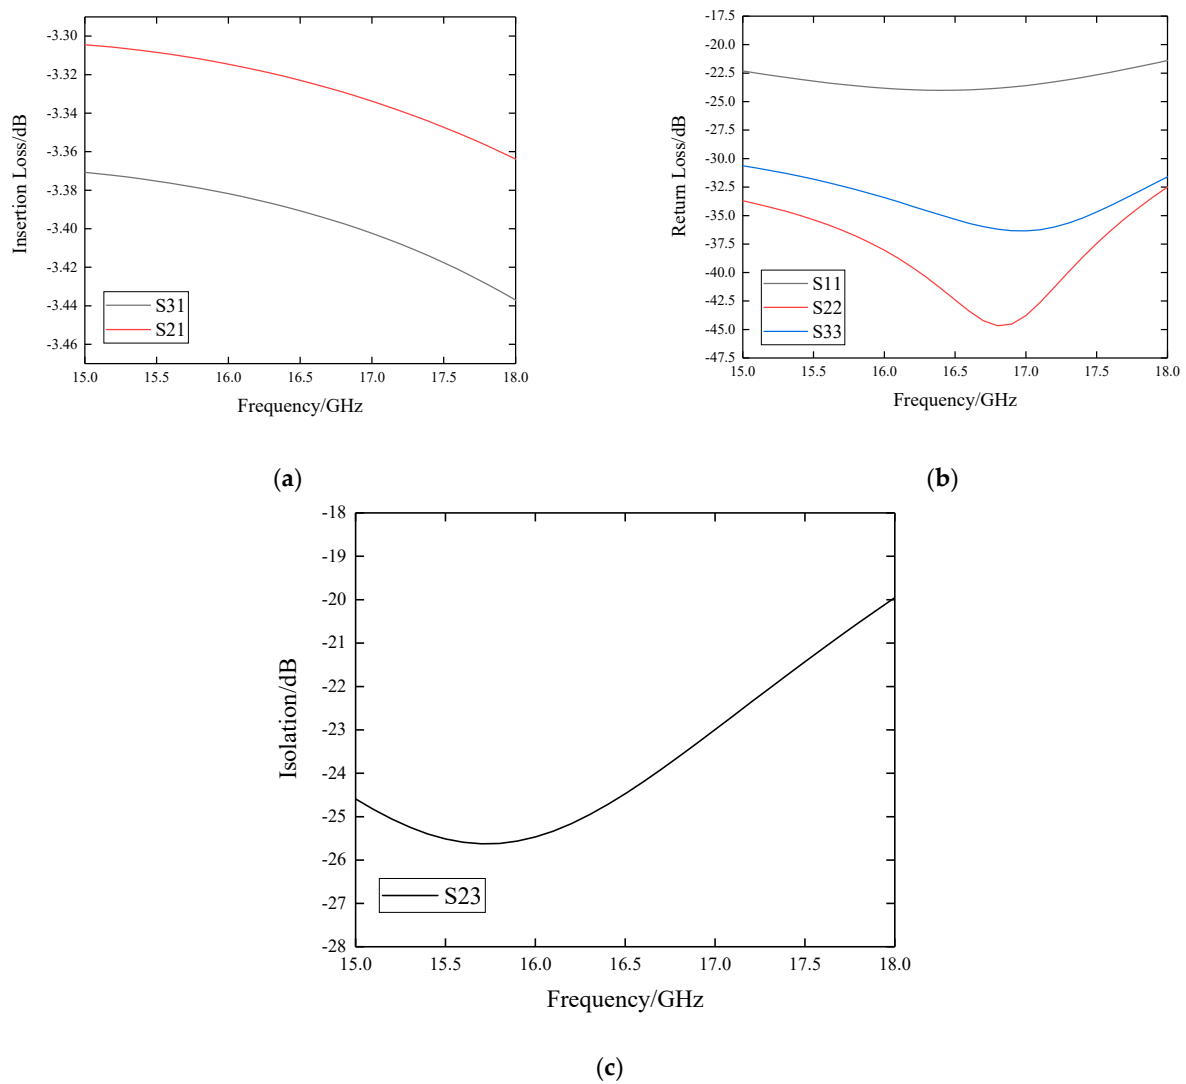 -3.30
-3.32
-3.34
-3.36
-3.38
-3.40
-3.42
-3.44
-3.46
Insertion Loss/dB
S31
S21
15.0 15.5 16.0 16.5 17.0 17.5 18.0
Frequency/GHz
(a)
-17.5
-20.0
-22.5
-25.0
-27.5
-30.0
-32.5
-35.0
-37.5
-40.0
-42.5
-45.0
-47.5
Return Loss/dB
S11
S22
S33
15.0 15.5 16.0 16.5 17.0 17.5 18.0
Frequency/GHz
(b)
-18
-19
-20
-21
-22
-23
-24
-25
-26
-27
-28
Isolation/dB
S23
15.0 15.5 16.0 16.5 17.0 17.5 18.0
Frequency/GHz
(c)